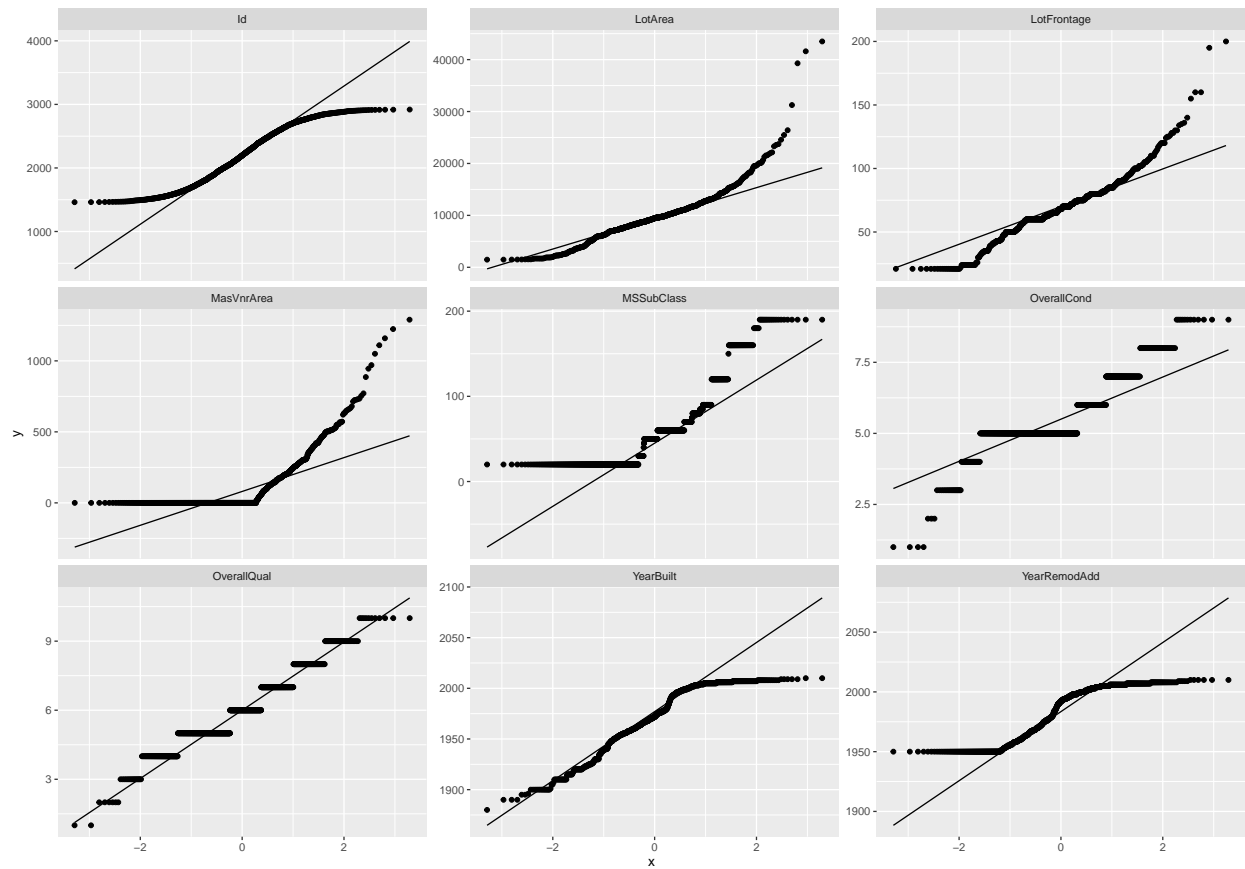 Id
LotArea
LotFrontage
4000
3000
2000
1000
40000
30000
20000
10000
0
200
150
100
50
MasVnrArea
MSSubClass
OverallCond
1000
500
0
200
100
0
7.5
5.0
2.5
y
OverallQual
YearBuilt
YearRemodAdd
9
6
3
2100
2050
2000
1950
1900
2050
2000
1950
1900
−2 0 2
−2 0 2
−2 0 2
x